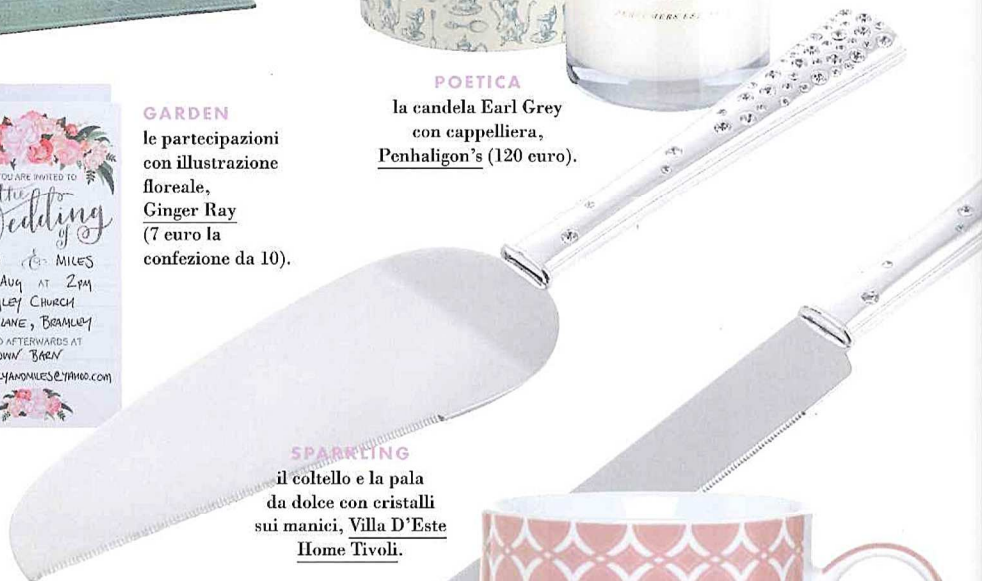 POETICA
la candela Earl Grey
con cappelliera,
Penhaligon's (120 euro).
GARDEN
le partecipazioni
con illustrazione
floreale,
Ginger Ray
(7 euro la
confezione da 10).
YOU ARE INVITED TO
the
Wedding
of
& MILES
AUG AT 2PM
CHURCH
LANE, BRAMLEY
AFTERWARDS AT
BARN
SPARKLING
il coltello e la pala
da dolce con cristalli
sui manici, Villa D'Este
Home Tivoli.